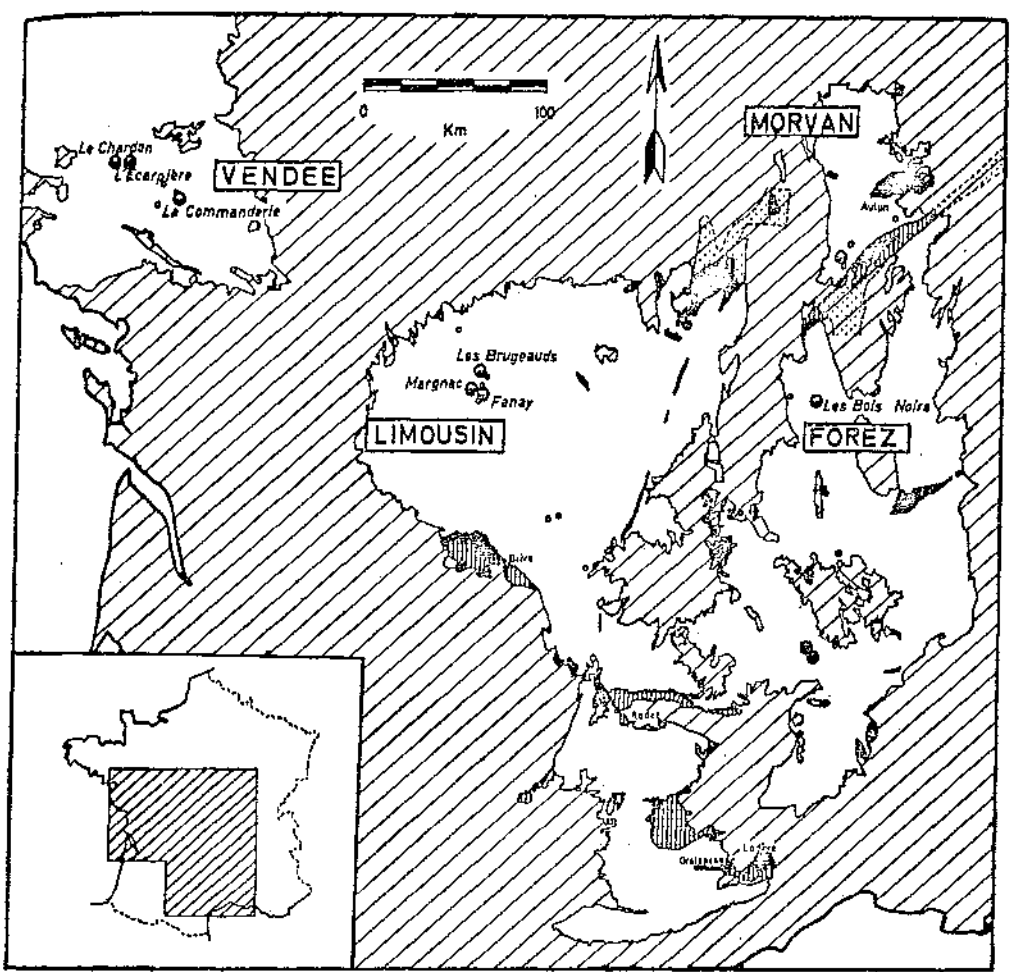 0
100
Km
MORVAN
Le Chardon
L'Ecarpière
VENDEE
La Commanderie
Autun
Les Brugeauds
Margnac
Fanay
LIMOUSIN
Les Bois Noirs
FOREZ
Brive
Rodez
Lodève